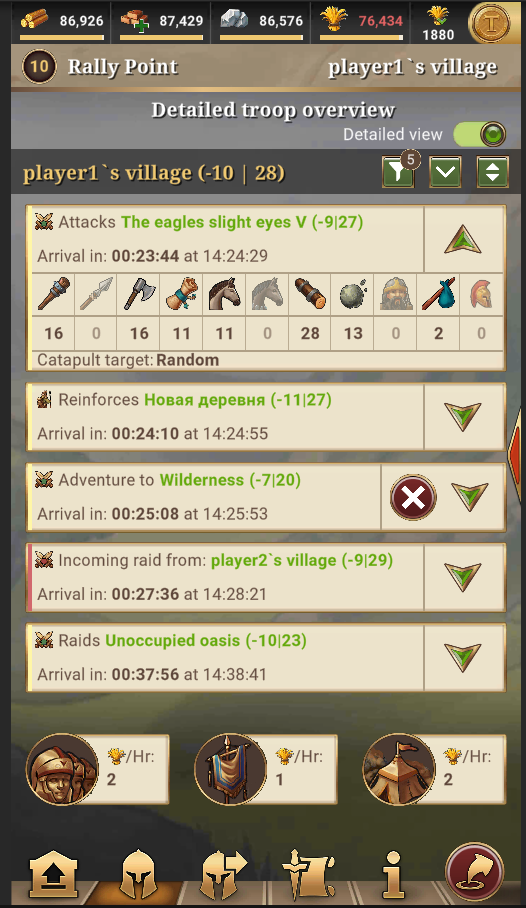 86,926 87,429 86,576 76,434 1880
10 Rally Point player1`s village
Detailed troop overview
Detailed view
player1`s village (-10 | 28) 5
Attacks The eagles slight eyes V (-9|27)
Arrival in: 00:23:44 at 14:24:29
16 0 16 11 11 0 28 13 0 2 0
Catapult target: Random
Reinforces Новая деревня (-11|27)
Arrival in: 00:24:10 at 14:24:55
Adventure to Wilderness (-7|20)
Arrival in: 00:25:08 at 14:25:53
Incoming raid from: player2`s village (-9|29)
Arrival in: 00:27:36 at 14:28:21
Raids Unoccupied oasis (-10|23)
Arrival in: 00:37:56 at 14:38:41
/Hr: /Hr: /Hr:
2 1 2